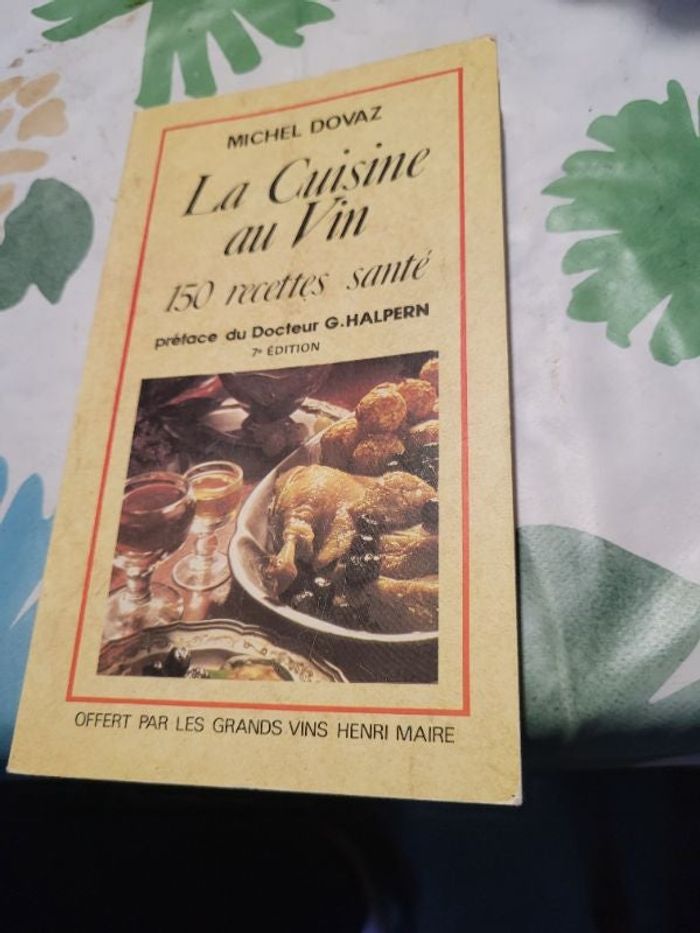 MICHEL DOVAZ
La Cuisine
au Vin
150 recettes santé
préface du Docteur G.HALPERN
7e ÉDITION
OFFERT PAR LES GRANDS VINS HENRI MAIRE